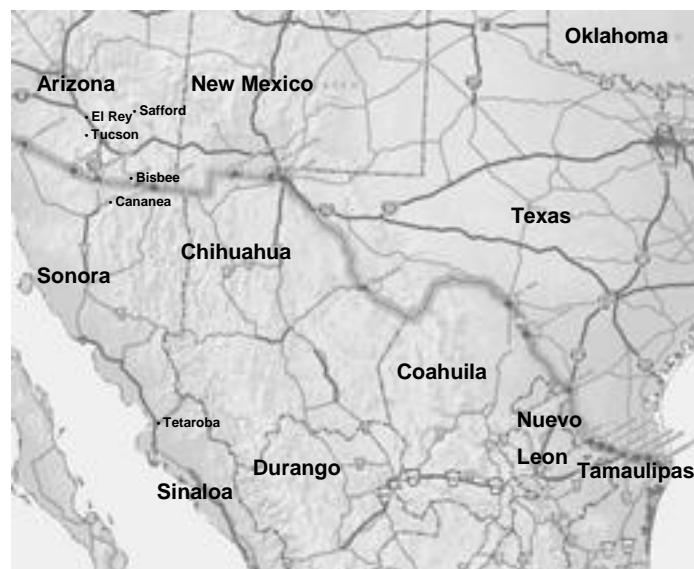 Oklahoma
Arizona
New Mexico
El Rey
Safford
Tucson
Bisbee
Cananea
Texas
Chihuahua
Sonora
Coahuila
Tetaroba
Nuevo
Leon
Durango
Tamaulipas
Sinaloa